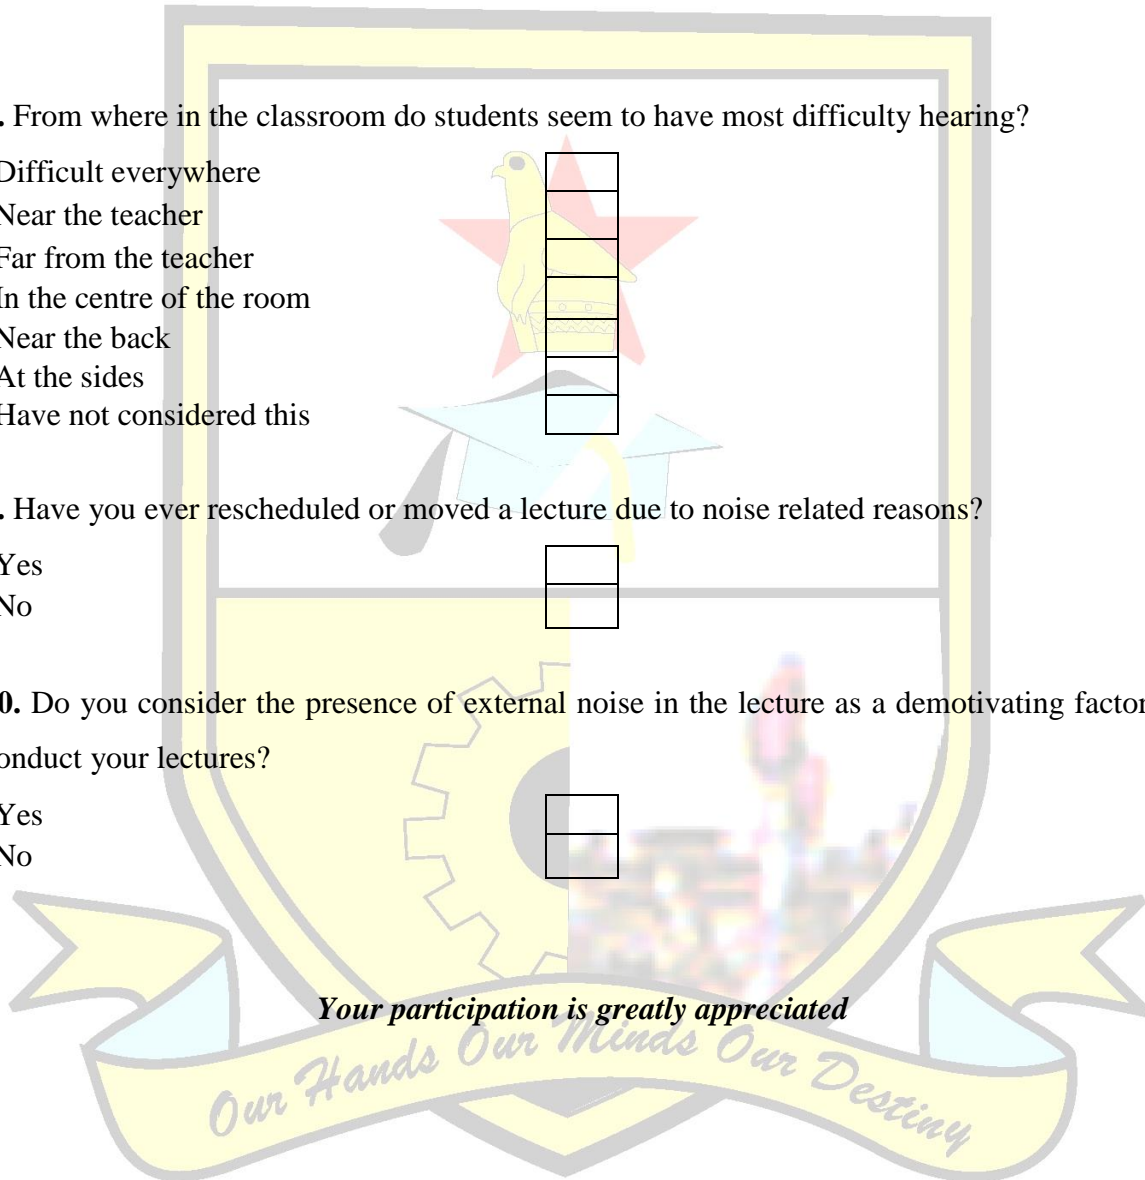 . From where in the classroom do students seem to have most difficulty hearing?
Difficult everywhere
Near the teacher
Far from the teacher
In the centre of the room
Near the back
At the sides
Have not considered this
. Have you ever rescheduled or moved a lecture due to noise related reasons?
Yes
No
0. Do you consider the presence of external noise in the lecture as a demotivating factor
onduct your lectures?
Yes
No
Your participation is greatly appreciated
Our Hands Our Minds Our Destiny